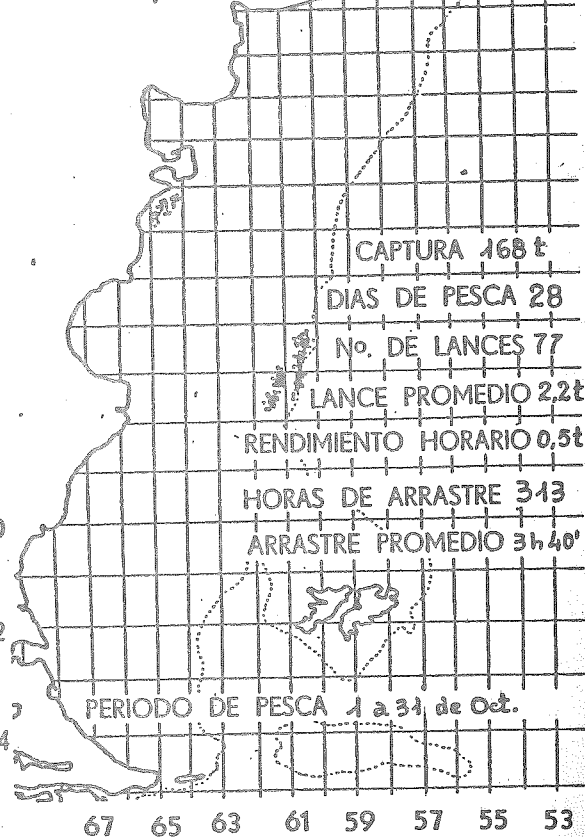 CAPTURA 168 t
DIAS DE PESCA 28
No. DE LANCES 77
LANCE PROMEDIO 2,2t
RENDIMIENTO HORARIO 0,5t
HORAS DE ARRASTRE 313
ARRASTRE PROMEDIO 3h40'
PERIODO DE PESCA 1 a 31 de Oct.
4
67 65 63 61 59 57 55 53